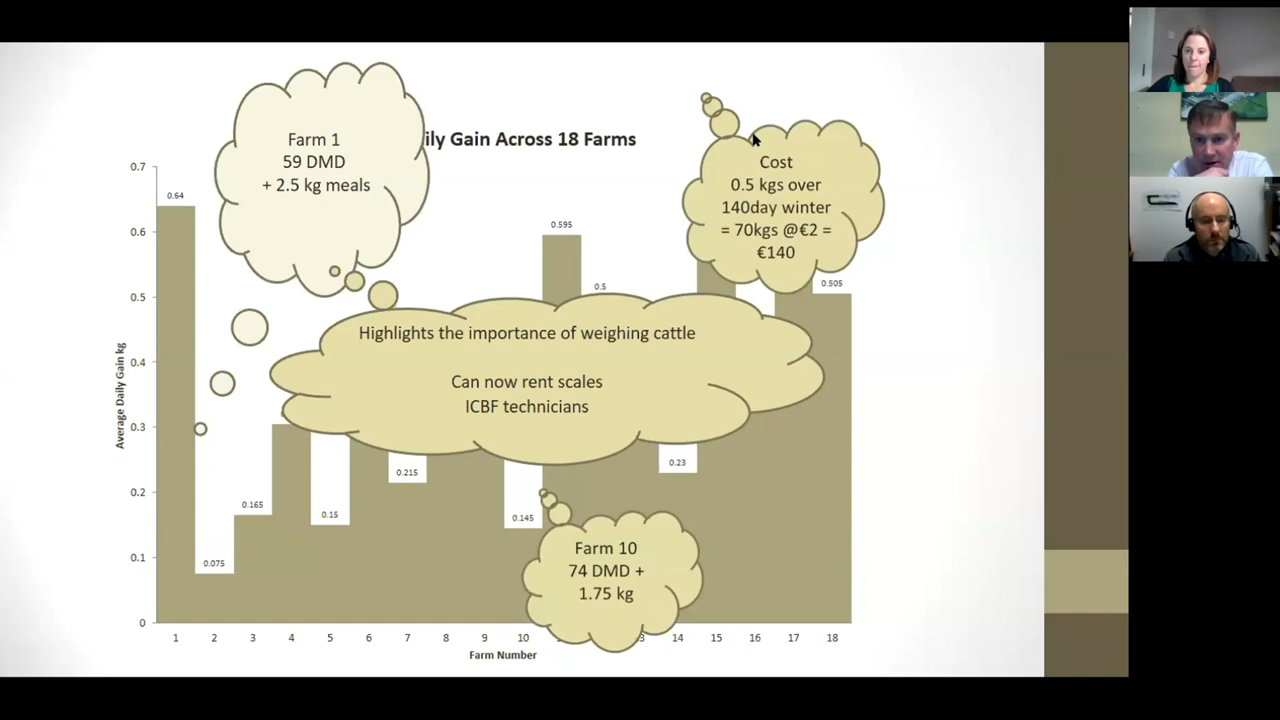 ily Gain Across 18 Farms
Farm 1
59 DMD
+ 2.5 kg meals
Cost
0.5 kgs over
140day winter
= 70kgs @€2 =
€140
Highlights the importance of weighing cattle
Can now rent scales
ICBF technicians
Farm 10
74 DMD +
1.75 kg
Average Daily Gain kg
0.7
0.6
0.5
0.4
0.3
0.2
0.1
0
0.64
0.075
0.165
0.15
0.215
0.145
0.595
0.5
0.23
0.505
1 2 3 4 5 6 7 8 9 10 14 15 16 17 18
Farm Number